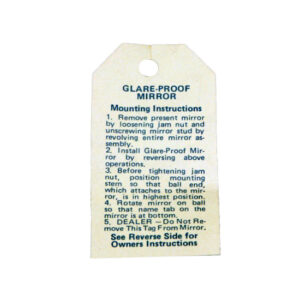 GLARE-PROOF
MIRROR
Mounting Instructions
1. Remove present mirror
by loosening jam nut and
unscrewing mirror stud by
revolving entire mirror as-
sembly.
2. Install Glare-Proof Mir-
ror by reversing above
operations.
3. Before tightening jam
nut, position mounting
stem so that ball end,
which attaches to the mir-
ror, is in highest position.
4. Rotate mirror on ball
so that name tab on the
mirror is at bottom.
5. DEALER – Do Not Re-
move This Tag From Mirror.
See Reverse Side for
Owners Instructions